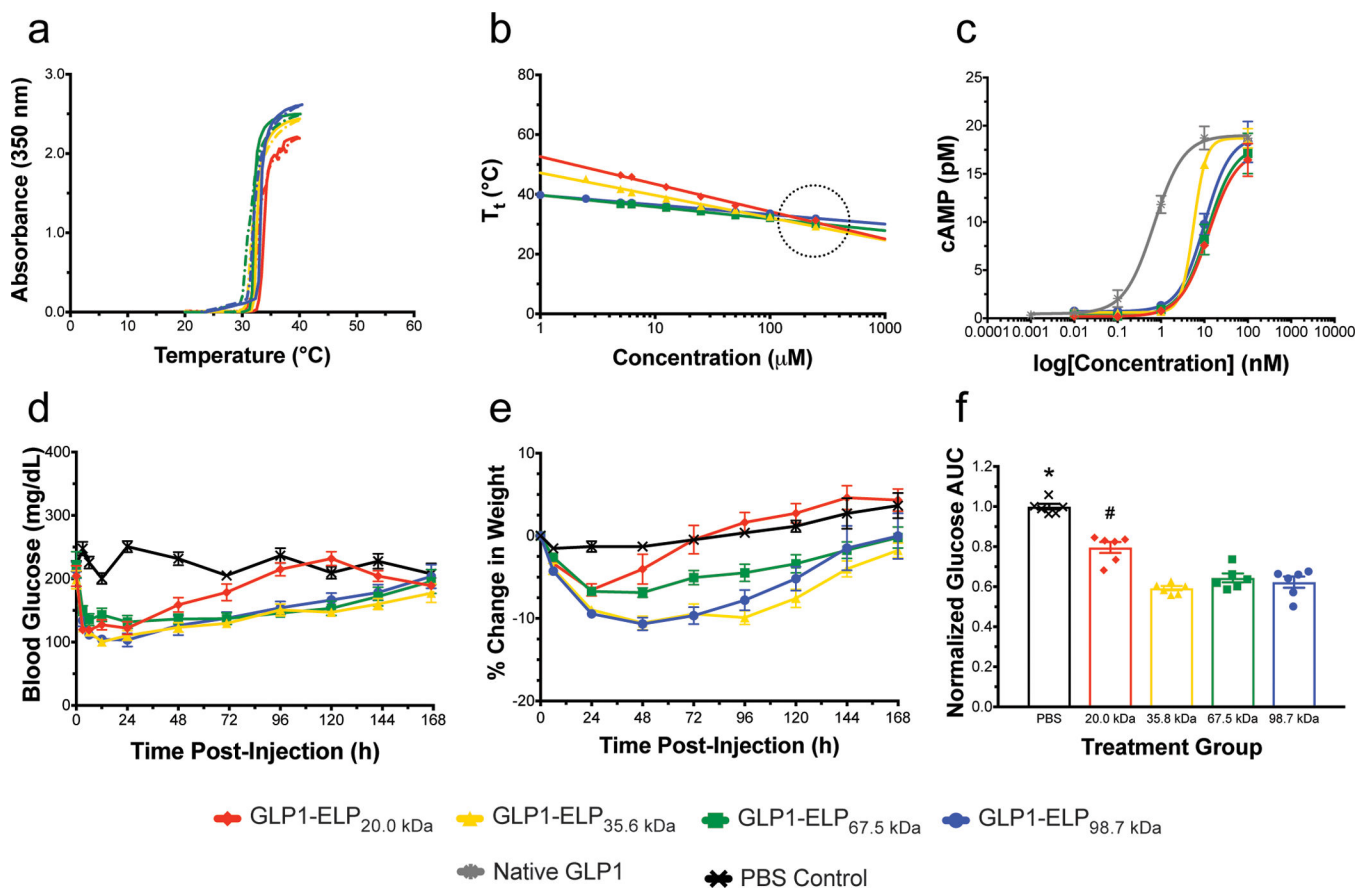 a
b
c
3.0
2.0
1.0
0.0
0
10
20
30
40
50
60
Absorbance (350 nm)
Temperature (°C)
80
60
40
20
0
1
10
100
1000
Tt (°C)
Concentration (μM)
25
20
15
10
5
0
0.0001
0.001
0.01
0.1
1
10
100
1000
10000
cAMP (pM)
log[Concentration] (nM)
d
e
f
400
300
200
100
0
0
24
48
72
96
120
144
168
Blood Glucose (mg/dL)
Time Post-Injection (h)
10
0
-10
-20
0
24
48
72
96
120
144
168
% Change in Weight
Time Post-Injection (h)
1.2
1.0
0.8
0.6
0.4
0.2
0.0
*
#
PBS
20.0 kDa
35.8 kDa
67.5 kDa
98.7 kDa
Normalized Glucose AUC
Treatment Group
GLP1-ELP20.0 kDa
GLP1-ELP35.6 kDa
GLP1-ELP67.5 kDa
GLP1-ELP98.7 kDa
Native GLP1
PBS Control